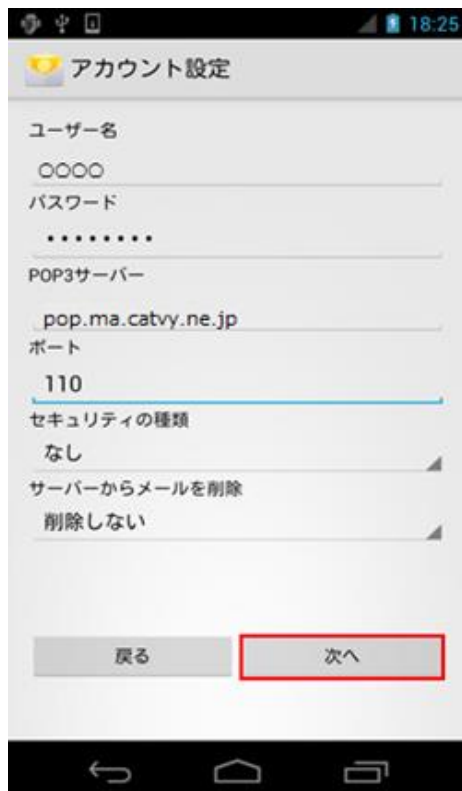 18:25
アカウント設定
ユーザー名
○○○○
パスワード
••••••••
POP3サーバー
pop.ma.catvy.ne.jp
ポート
110
セキュリティの種類
なし
サーバーからメールを削除
削除しない
戻る 次へ